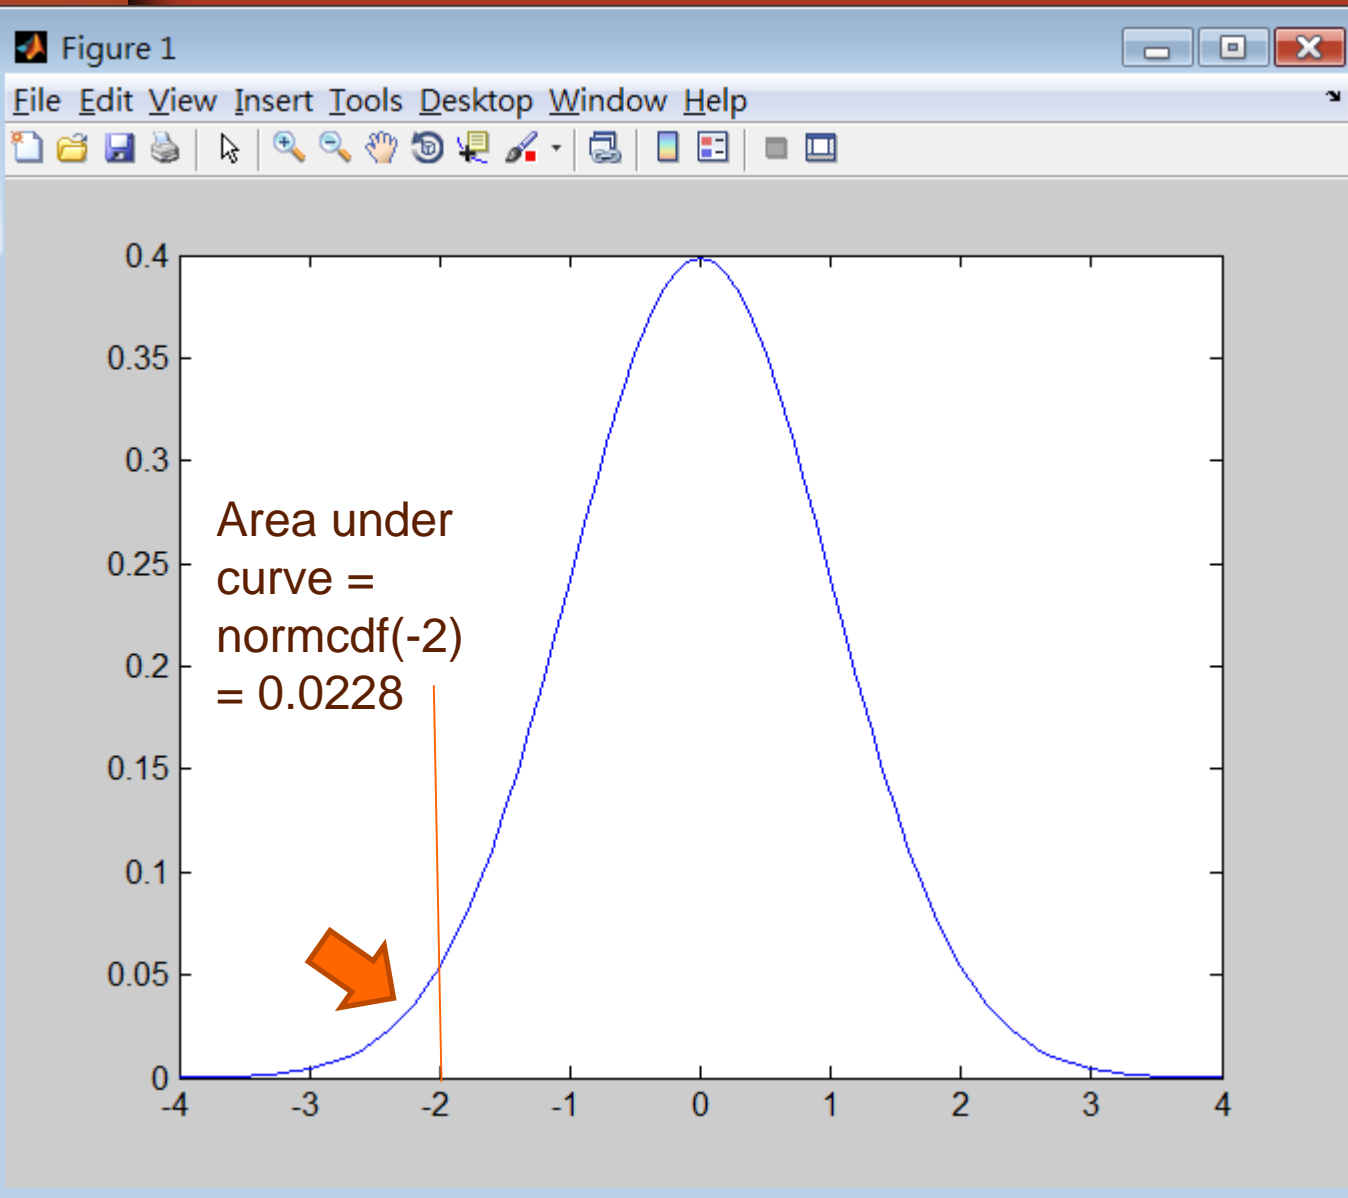 Figure 1
File Edit View Insert Tools Desktop Window Help
0.4
0.35
0.3
Area under
curve =
0.25
normcdf(-2)
0.2
= 0.0228
0.15
0.1
0.05
0
-4 -3 -2 -1 0 1 2 3 4